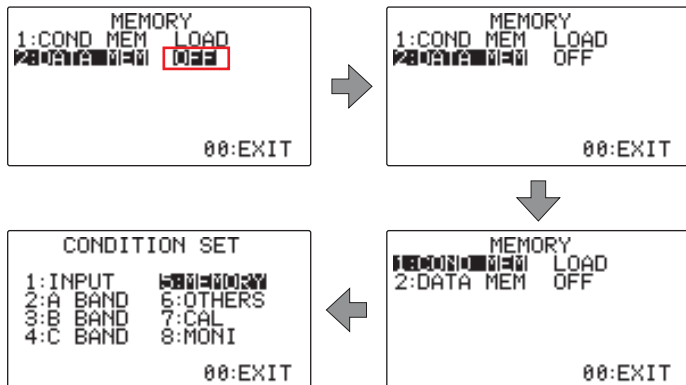 MEMORY
1:COND MEM LOAD
2:DATA MEM OFF
00:EXIT
MEMORY
1:COND MEM LOAD
2:DATA MEM OFF
00:EXIT
CONDITION SET
1:INPUT 5:MEMORY
2:A BAND 6:OTHERS
3:B BAND 7:CAL
4:C BAND 8:MONI
00:EXIT
MEMORY
1:COND MEM LOAD
2:DATA MEM OFF
00:EXIT